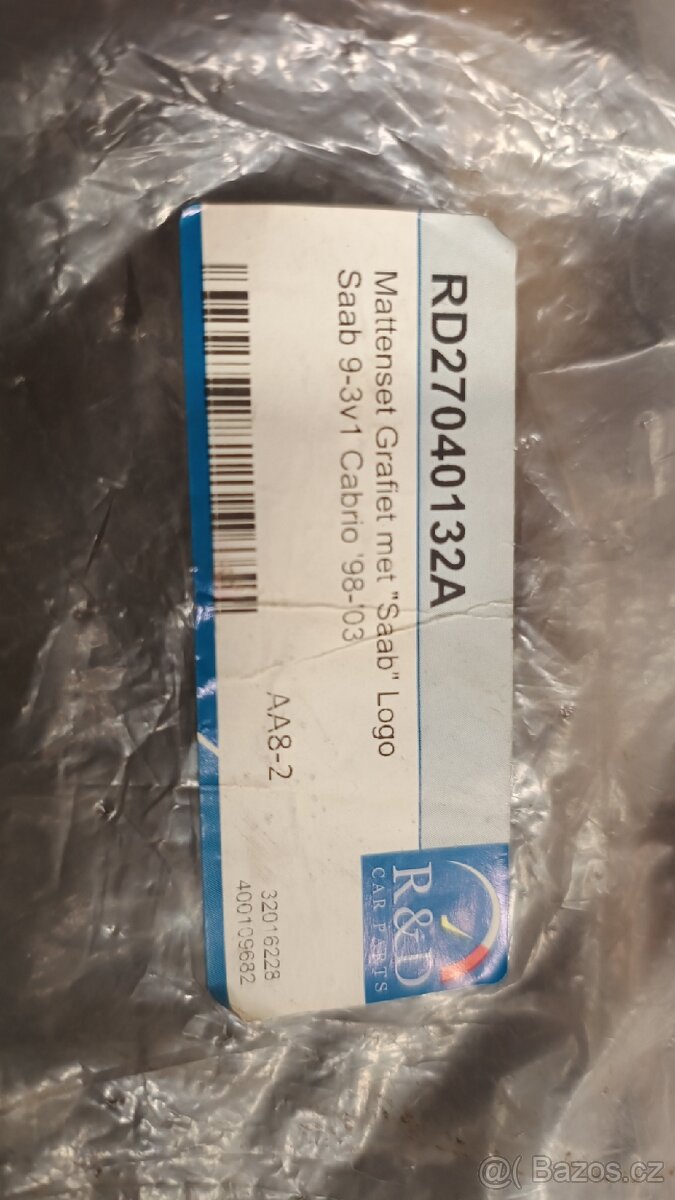 RD27040132A
Mattenset Grafiet met "Saab" Logo
Saab 9-3v1 Cabrio '98-'03
AA8-2
32016228
400109682
R&D
CAR PARTS
@( Bazos.cz